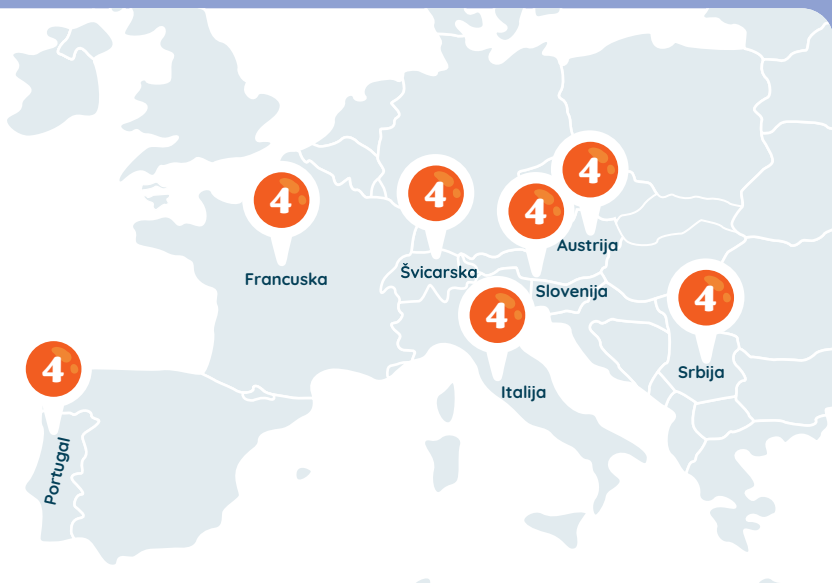 4
4
4
4
Austrija
Francuska
Švicarska
Slovenija
4
4
Srbija
Italija
4
Portugal